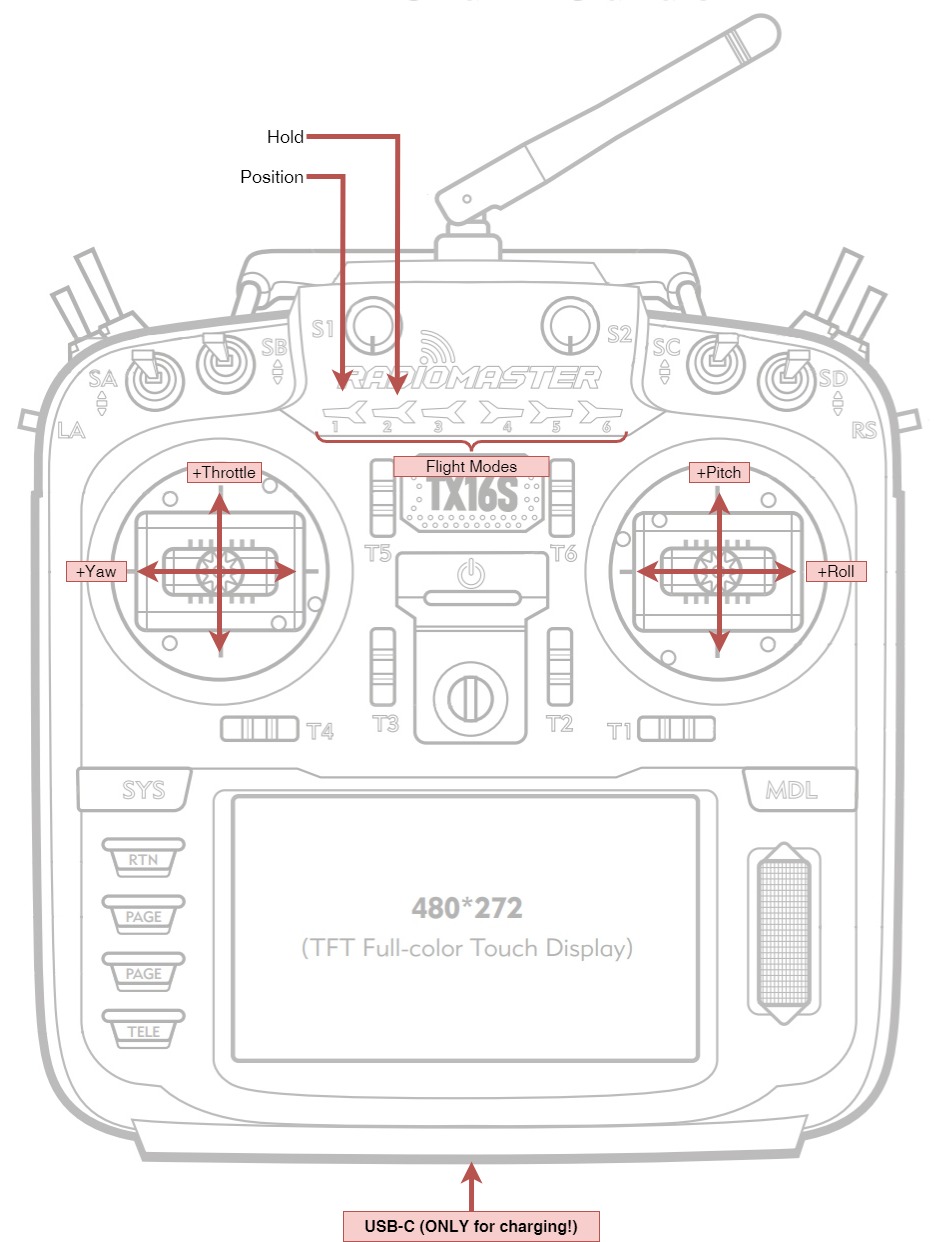 Hold
Position
S1
S2
SB
SC
SA
SD
RADIOMASTER
1 2 3 4 5 6
LA
RS
Flight Modes
+Throttle
+Pitch
TX16S
T5
T6
+Yaw
+Roll
T3
T2
T4
T1
SYS
MDL
RTN
PAGE
PAGE
TELE
480*272
(TFT Full-color Touch Display)
USB-C (ONLY for charging!)